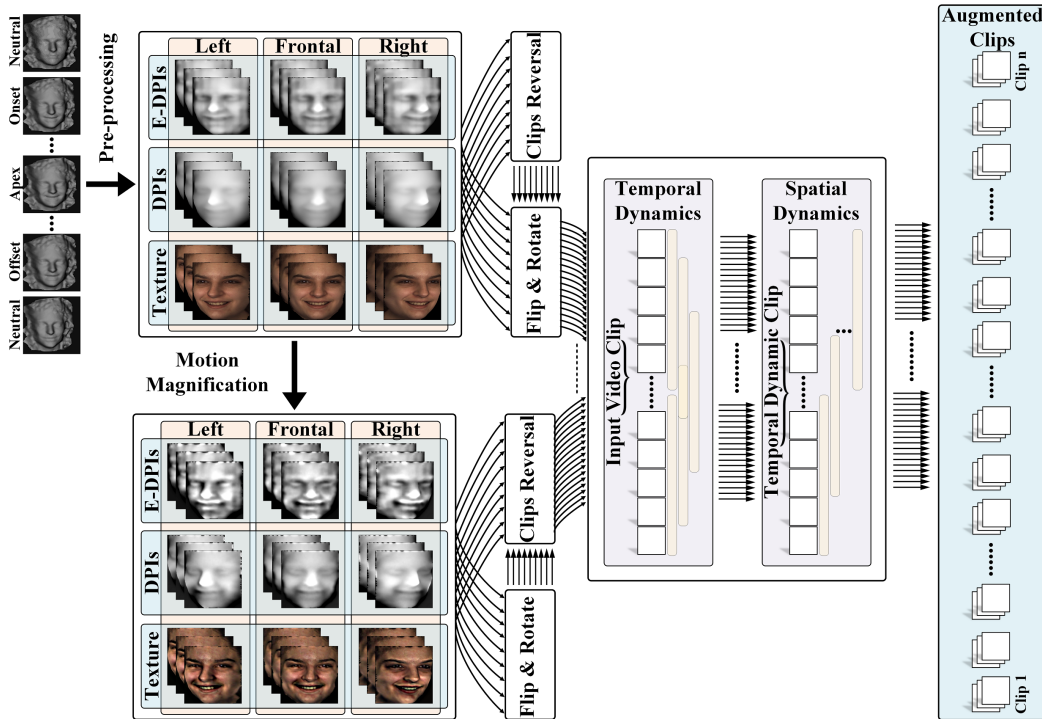 Neutral
Onset
Apex
Offset
Neutral
Pre-processing
Left
Frontal
Right
E-DPIs
DPIs
Texture
Motion
Magnification
Left
Frontal
Right
E-DPIs
DPIs
Texture
Clips Reversal
Flip & Rotate
Clips Reversal
Flip & Rotate
Temporal
Dynamics
Input Video Clip
Spatial
Dynamics
Temporal Dynamic Clip
Augmented
Clips
Clip n
Clip 1